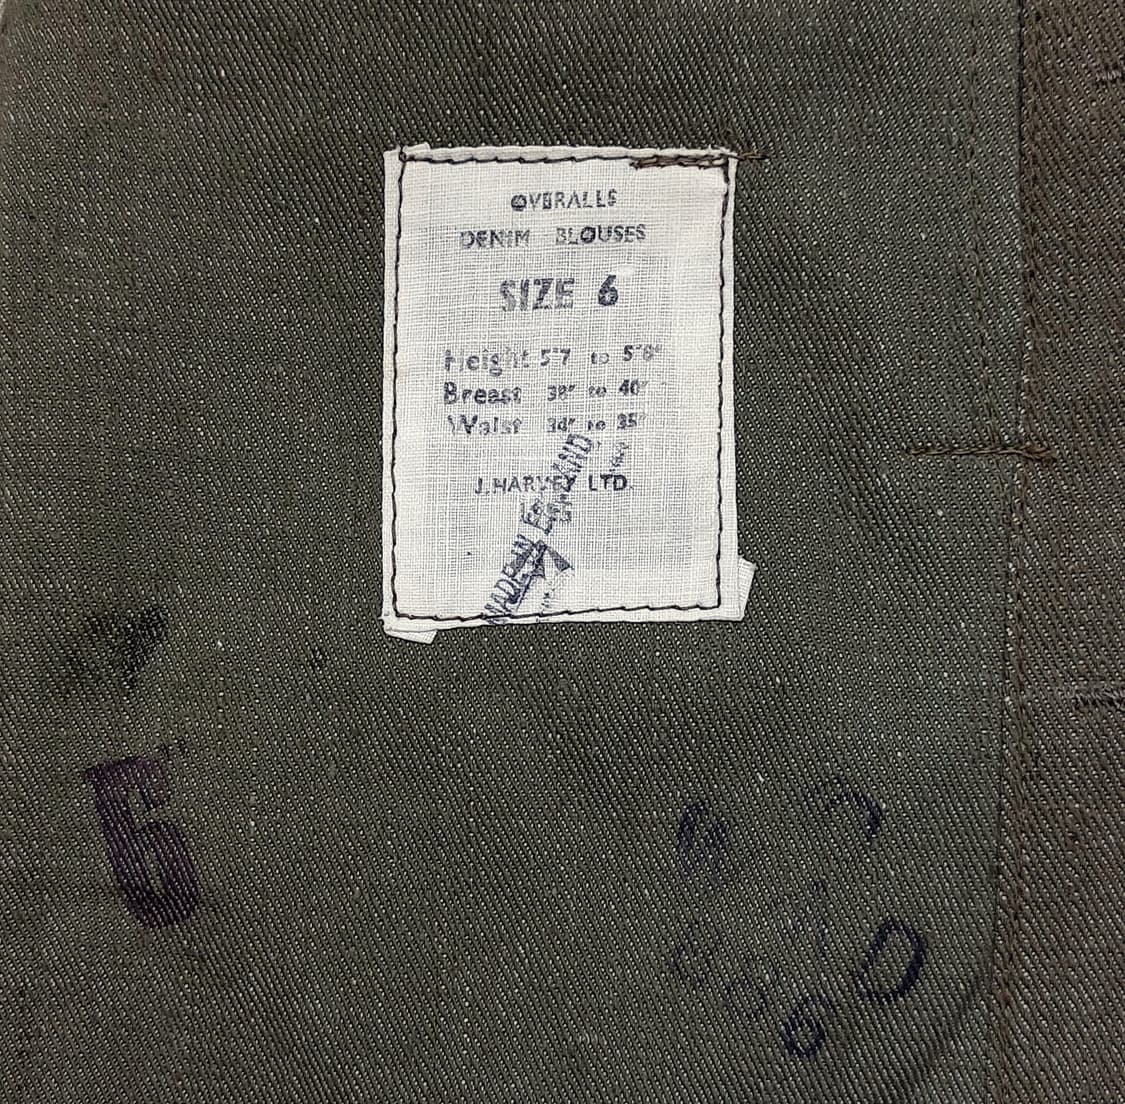 OVERALLS
DENIM BLOUSES
SIZE 6
Height 5'7 to 5'8"
Breast 38" to 40"
Waist 34" to 35"
J.HARVEY LTD.
MADE IN ENGLAND
6
D